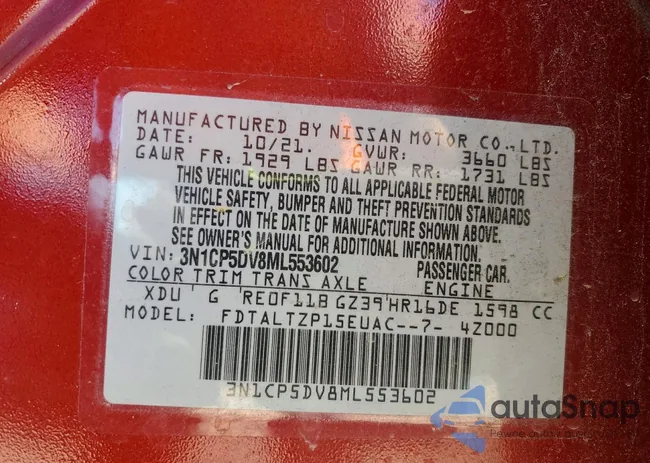 MANUFACTURED BY NISSAN MOTOR CO.,LTD.
DATE: 10/21. GVWR: 3660 LBS
GAWR FR: 1929 LBS GAWR RR: 1731 LBS
THIS VEHICLE CONFORMS TO ALL APPLICABLE FEDERAL MOTOR
VEHICLE SAFETY, BUMPER AND THEFT PREVENTION STANDARDS
IN EFFECT ON THE DATE OF MANUFACTURE SHOWN ABOVE.
SEE OWNER'S MANUAL FOR ADDITIONAL INFORMATION.
VIN: 3N1CP5DV8ML553602 PASSENGER CAR.
COLOR TRIM TRANS AXLE ENGINE
XDU G RE0F11B GZ39 HR16DE 1598 CC
MODEL: FDTALTZP15EUAC--7- 4Z000
3N1CP5DV8ML553602
autoSnap